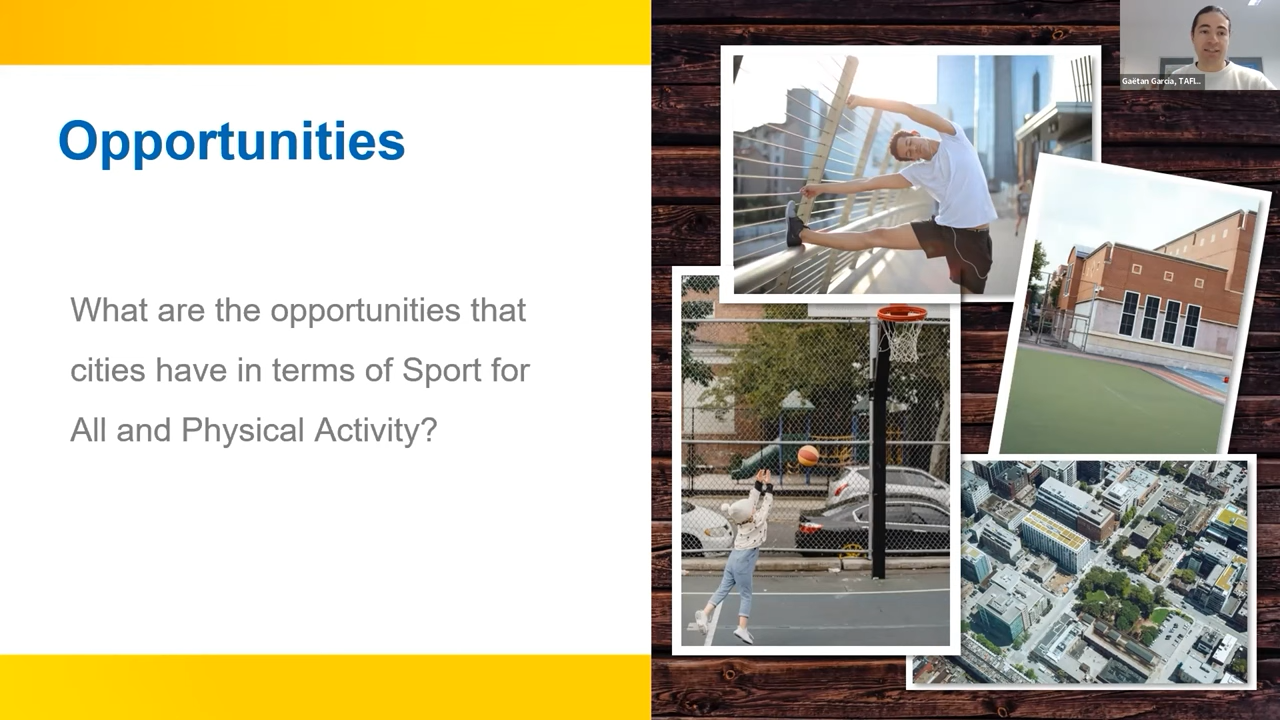 Opportunities
What are the opportunities that
cities have in terms of Sport for
All and Physical Activity?
Gaëtan Garcia, TAFI...